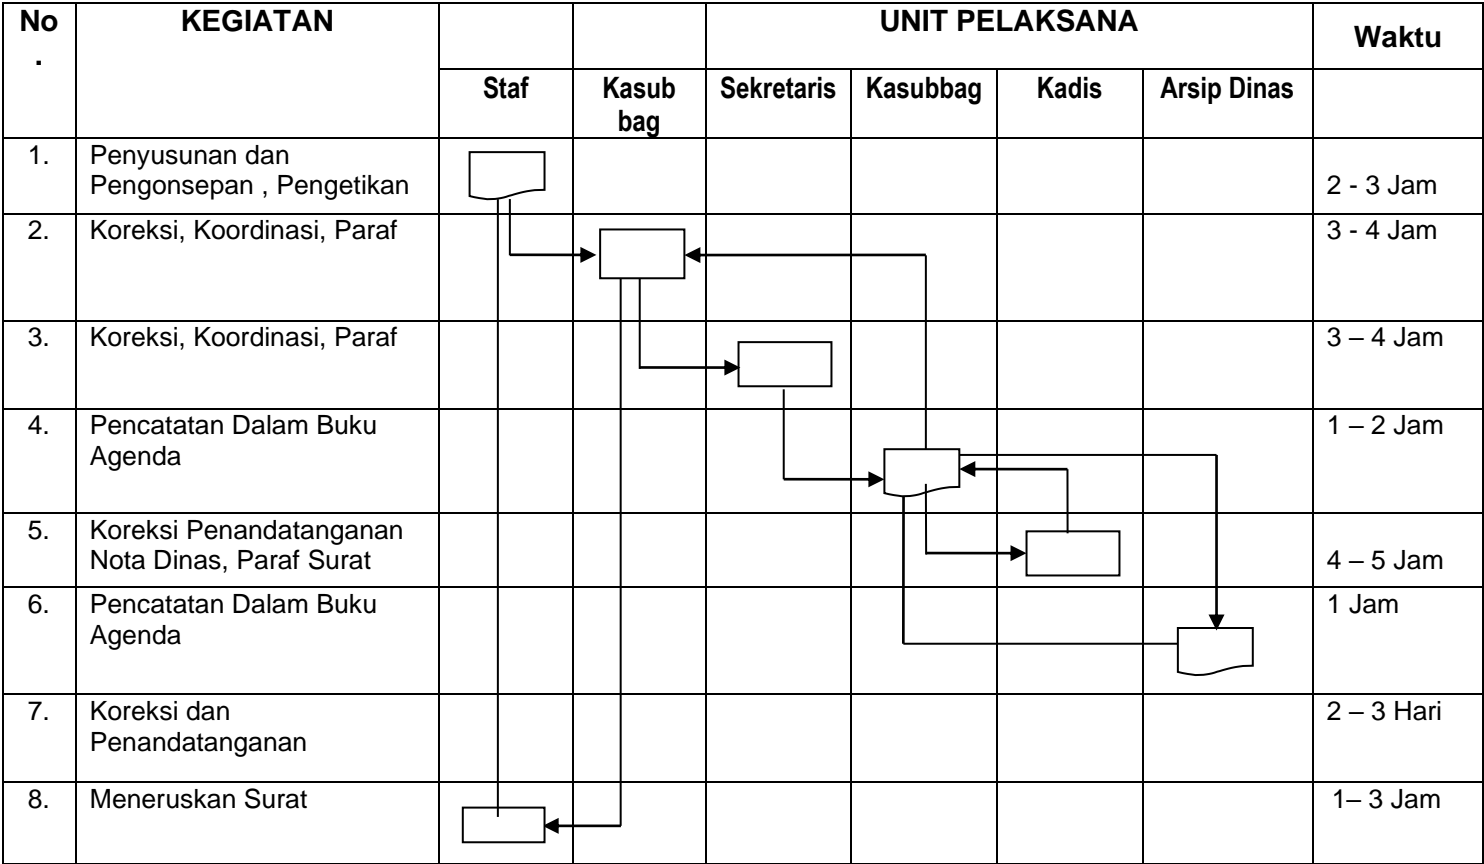 No
.
KEGIATAN
UNIT PELAKSANA
Waktu
Staf
Kasub
bag
Sekretaris
Kasubbag
Kadis
Arsip Dinas
1.
Penyusunan dan
Pengonsepan , Pengetikan
2 - 3 Jam
2.
Koreksi, Koordinasi, Paraf
3 - 4 Jam
3.
Koreksi, Koordinasi, Paraf
3 – 4 Jam
4.
Pencatatan Dalam Buku
Agenda
1 – 2 Jam
5.
Koreksi Penandatanganan
Nota Dinas, Paraf Surat
4 – 5 Jam
6.
Pencatatan Dalam Buku
Agenda
1 Jam
7.
Koreksi dan
Penandatanganan
2 – 3 Hari
8.
Meneruskan Surat
1– 3 Jam